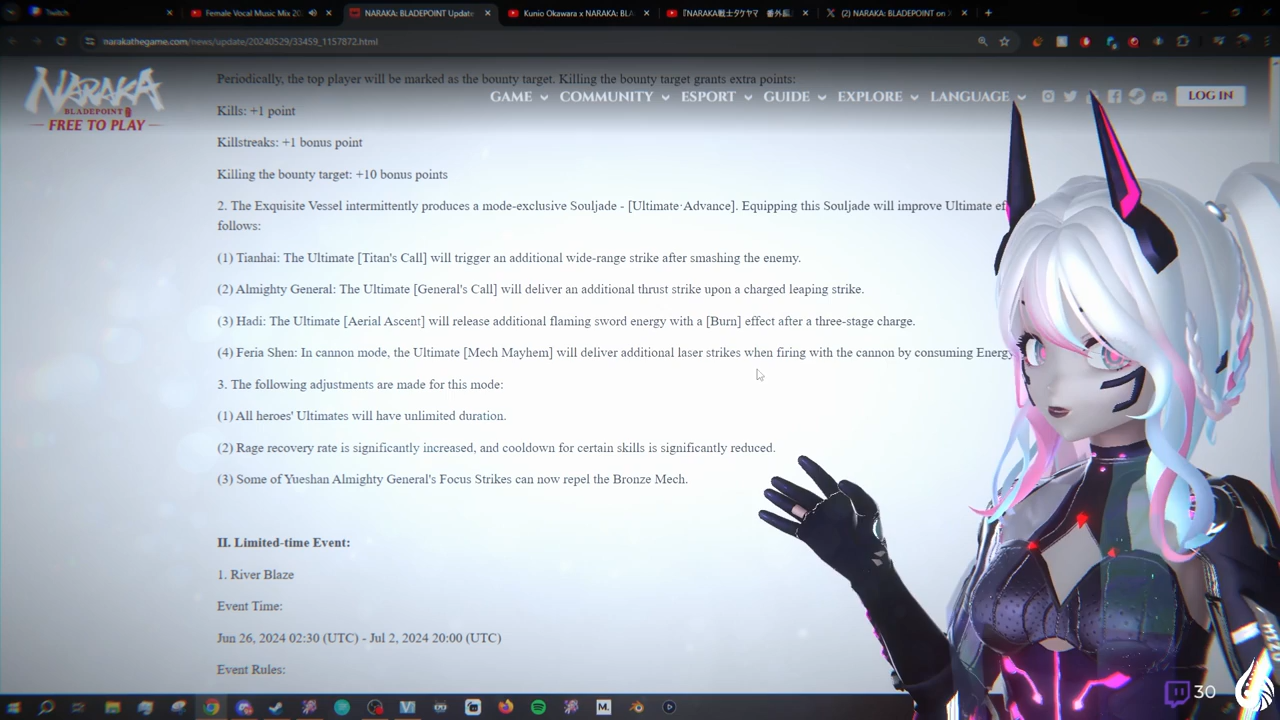 Twitch
Female Vocal Music Mix 20
NARAKA: BLADEPOINT Update
Kunio Okawara x NARAKA: BLA
『NARAKA戦士タケヤマ 番外
(2) NARAKA: BLADEPOINT on
narakathegame.com/news/update/20240529/33459_1157872.html
NARAKA
BLADEPOINT
FREE TO PLAY
GAME
COMMUNITY
ESPORT
GUIDE
EXPLORE
LANGUAGE
LOG IN
Periodically, the top player will be marked as the bounty target. Killing the bounty target grants extra points:
Kills: +1 point
Killstreaks: +1 bonus point
Killing the bounty target: +10 bonus points
2. The Exquisite Vessel intermittently produces a mode-exclusive Souljade - [Ultimate·Advance]. Equipping this Souljade will improve Ultimate
follows:
(1) Tianhai: The Ultimate [Titan's Call] will trigger an additional wide-range strike after smashing the enemy.
(2) Almighty General: The Ultimate [General's Call] will deliver an additional thrust strike upon a charged leaping strike.
(3) Hadi: The Ultimate [Aerial Ascent] will release additional flaming sword energy with a [Burn] effect after a three-stage charge.
(4) Feria Shen: In cannon mode, the Ultimate [Mech Mayhem] will deliver additional laser strikes when firing with the cannon by consuming Energy
3. The following adjustments are made for this mode:
(1) All heroes' Ultimates will have unlimited duration.
(2) Rage recovery rate is significantly increased, and cooldown for certain skills is significantly reduced.
(3) Some of Yueshan Almighty General's Focus Strikes can now repel the Bronze Mech.
II. Limited-time Event:
1. River Blaze
Event Time:
Jun 26, 2024 02:30 (UTC) - Jul 2, 2024 20:00 (UTC)
Event Rules:
30